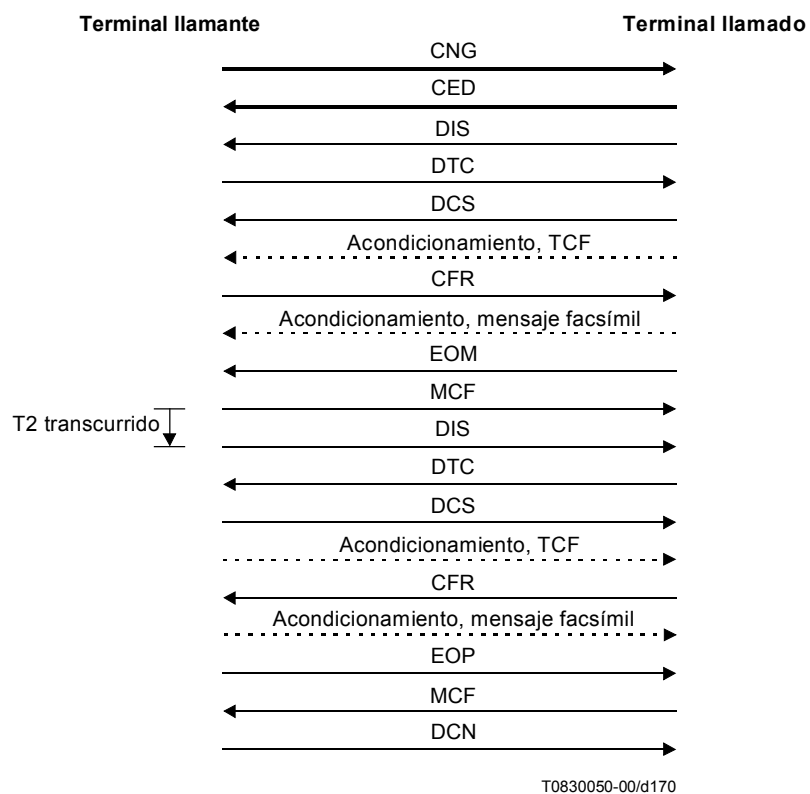 Terminal llamante
Terminal llamado
CNG
CED
DIS
DTC
DCS
Acondicionamiento, TCF
CFR
Acondicionamiento, mensaje facsímil
EOM
MCF
T2 transcurrido
DIS
DTC
DCS
Acondicionamiento, TCF
CFR
Acondicionamiento, mensaje facsímil
EOP
MCF
DCN
T0830050-00/d170